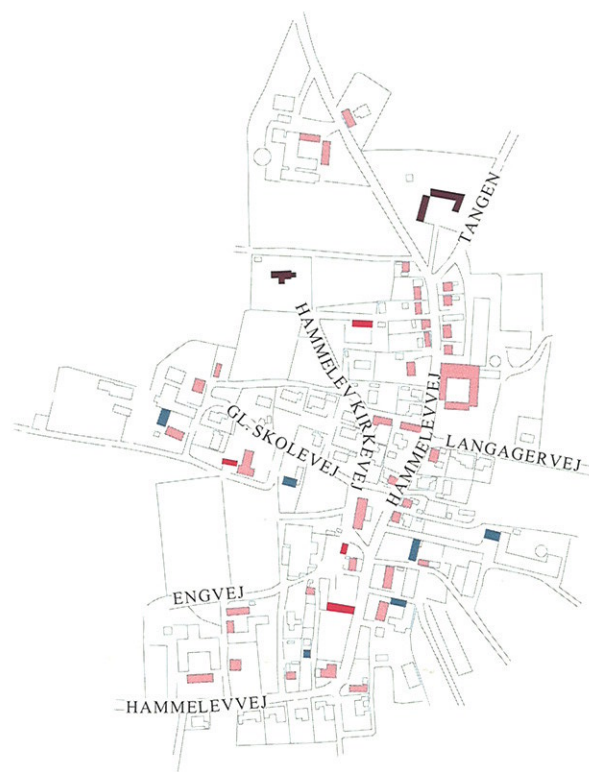 TANGEN
HAMMELEV KIRKEVEJ
HAMMELEVVEJ
GL. SKOLEVEJ
LANGAGERVEJ
ENGVEJ
HAMMELEVVEJ